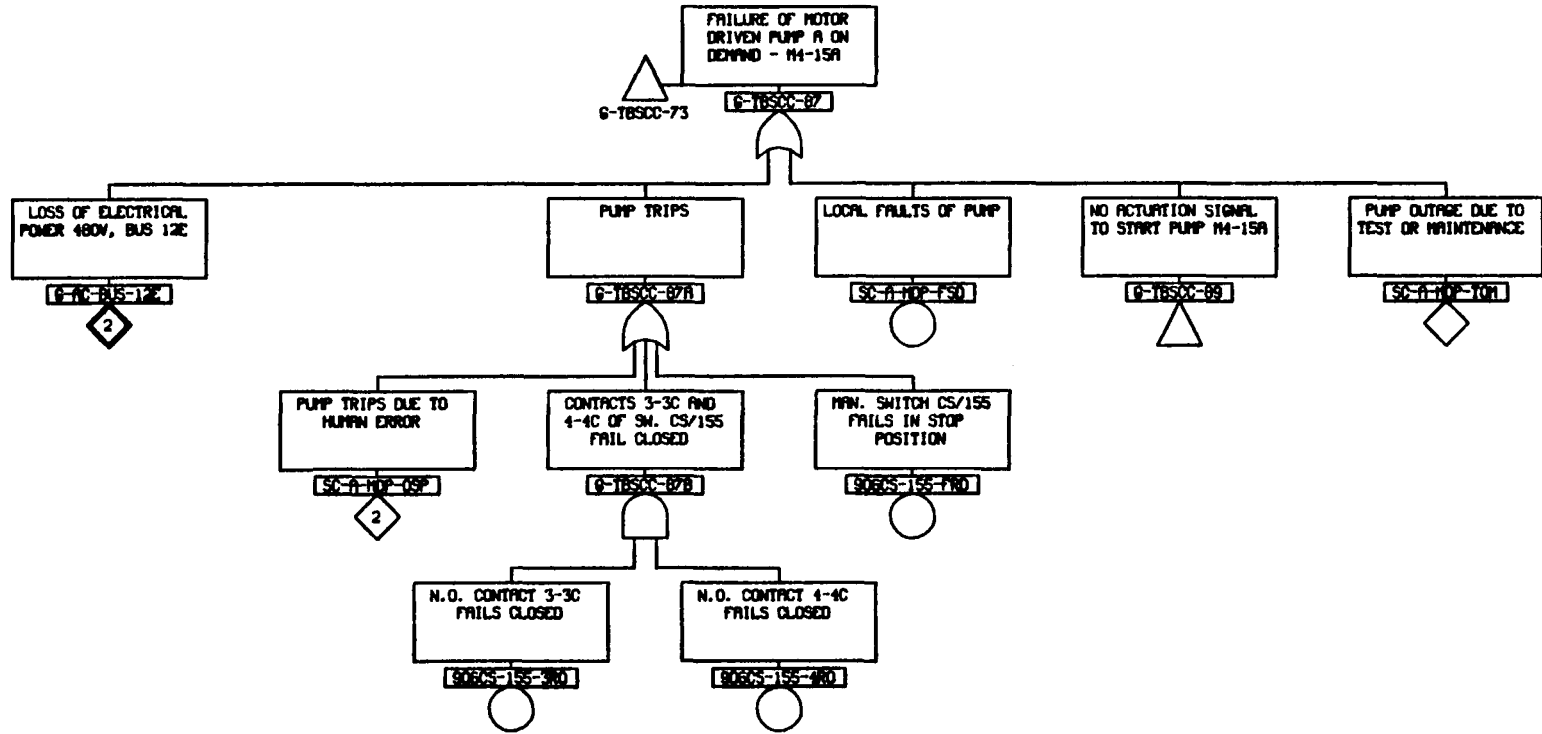 FAILURE OF MOTOR
DRIVEN PUMP A ON
DEMAND - M4-15A
G-TBSCC-73
G-TBSCC-87
LOSS OF ELECTRICAL
POWER 480V, BUS 12E
G-AC-BUS-12E
2
PUMP TRIPS
G-TBSCC-87A
LOCAL FAULTS OF PUMP
SC-A-MDP-FSO
NO ACTUATION SIGNAL
TO START PUMP M4-15A
G-TBSCC-89
PUMP OUTAGE DUE TO
TEST OR MAINTENANCE
SC-A-MDP-TOM
PUMP TRIPS DUE TO
HUMAN ERROR
SC-A-MDP-OSP
2
CONTACTS 3-3C AND
4-4C OF SW. CS/155
FAIL CLOSED
G-TBSCC-87B
MAN. SWITCH CS/155
FAILS IN STOP
POSITION
906CS-155-FRO
N.O. CONTACT 3-3C
FAILS CLOSED
906CS-155-3RO
N.O. CONTACT 4-4C
FAILS CLOSED
906CS-155-4RO